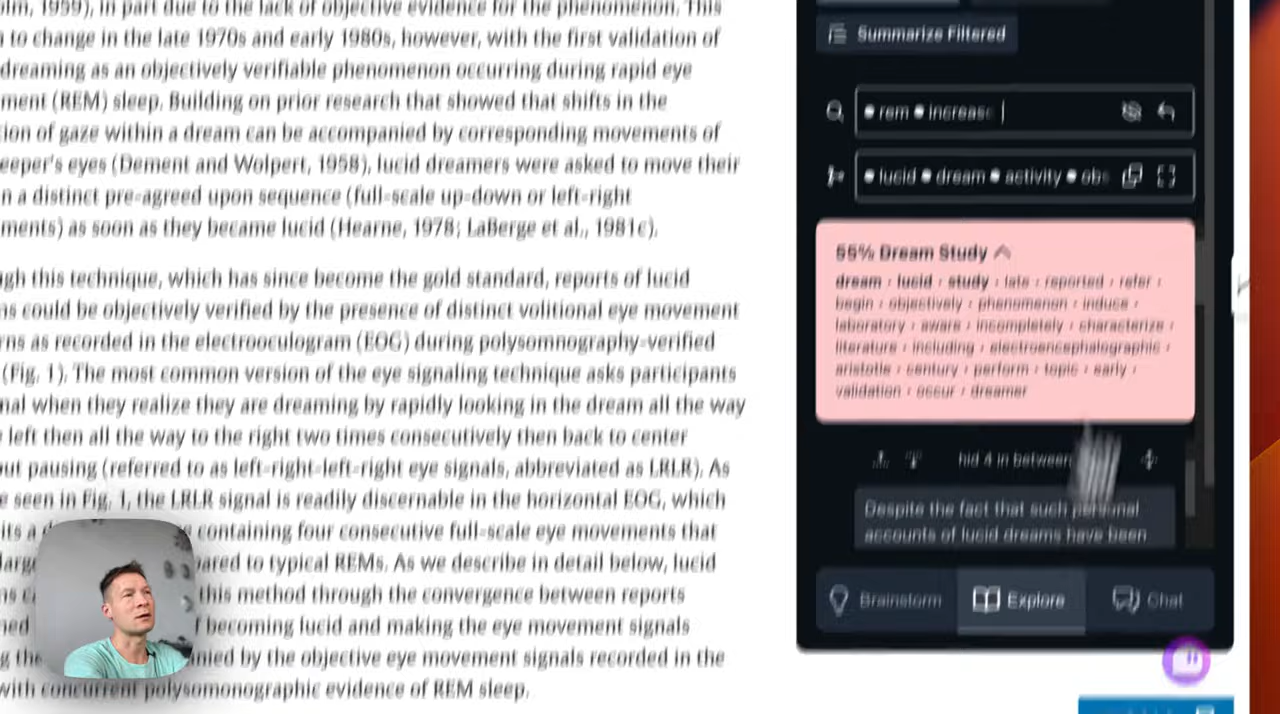 olm, 1959), in part due to the lack of objective evidence for the phenomenon. This
n to change in the late 1970s and early 1980s, however, with the first validation of
dreaming as an objectively verifiable phenomenon occurring during rapid eye
ment (REM) sleep. Building on prior research that showed that shifts in the
ion of gaze within a dream can be accompanied by corresponding movements of
eeper's eyes (Dement and Wolpert, 1958), lucid dreamers were asked to move their
n a distinct pre-agreed upon sequence (full-scale up-down or left-right
ments) as soon as they became lucid (Hearne, 1978; LaBerge et al., 1981c).
gh this technique, which has since become the gold standard, reports of lucid
ns could be objectively verified by the presence of distinct volitional eye movement
rns as recorded in the electrooculogram (EOG) during polysomnography-verified
(Fig. 1). The most common version of the eye signaling technique asks participants
nal when they realize they are dreaming by rapidly looking in the dream all the way
left then all the way to the right two times consecutively then back to center
out pausing (referred to as left-right-left-right eye signals, abbreviated as LRLR). As
e seen in Fig. 1, the LRLR signal is readily discernable in the horizontal EOG, which
its a containing four consecutive full-scale eye movements that
large ared to typical REMs. As we describe in detail below, lucid
ns this method through the convergence between reports
ned f becoming lucid and making the eye movement signals
g the nied by the objective eye movement signals recorded in the
with concurrent polysomonographic evidence of REM sleep.
Summarize Filtered
rem increase
lucid dream activity obs
55% Dream Study
dream lucid study late reported refer
begin objectively phenomenon induce
laboratory aware incompletely characterize
literature including electroencephalographic
aristotle century perform topic early
validation occur dreamer
hid 4 in between
Despite the fact that such personal
accounts of lucid dreams have been
Brainstorm Explore Chat